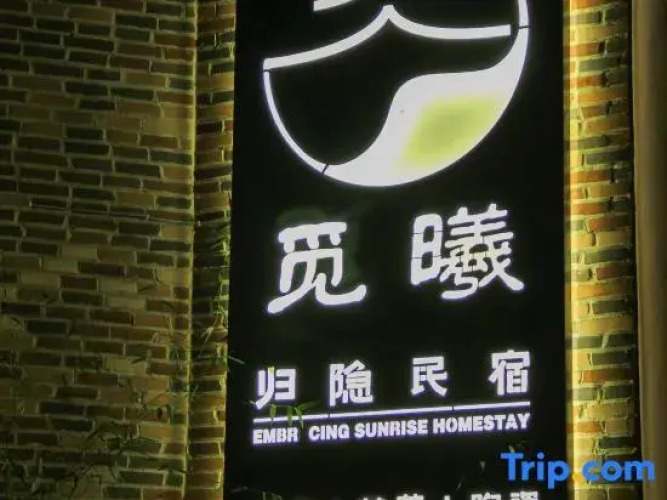 觅曦
归隐民宿
EMBR CING SUNRISE HOMESTAY
Trip.com